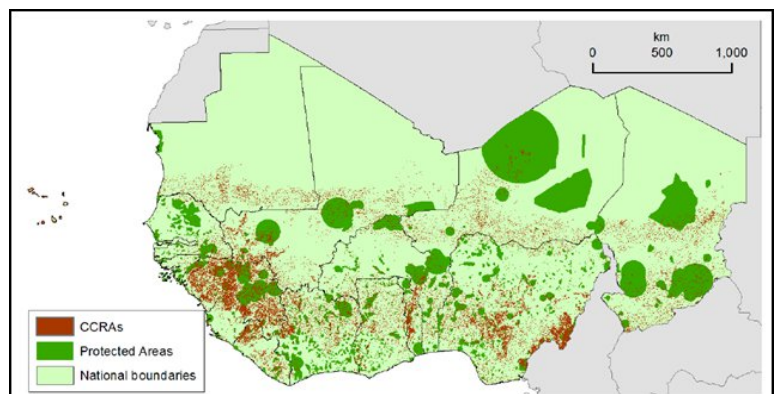 km
0 500 1,000
CCRAs
Protected Areas
National boundaries